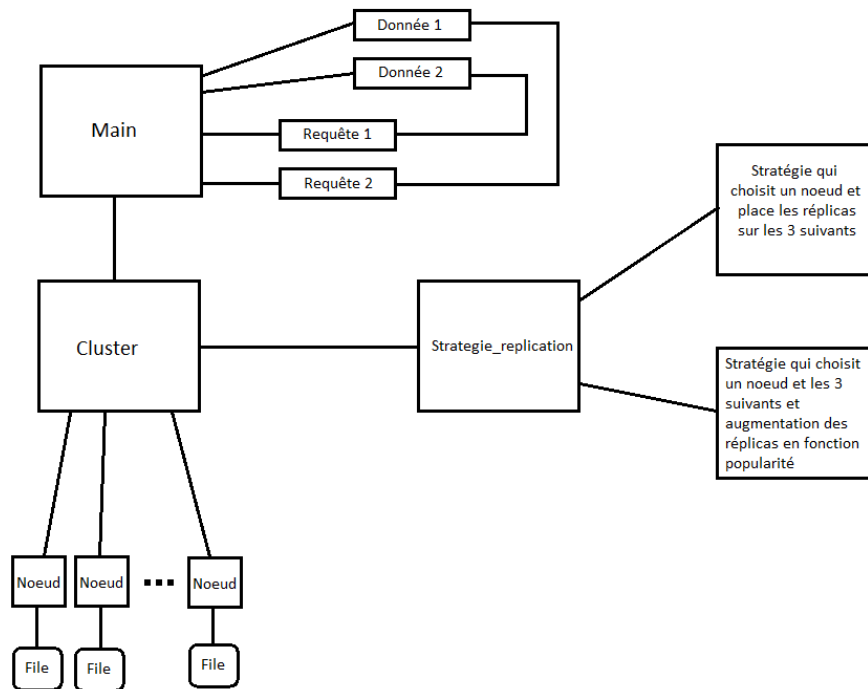 Donnée 1
Donnée 2
Main
Requête 1
Requête 2
Stratégie qui
choisit un noeud et
place les réplicas
sur les 3 suivants
Cluster
Strategie_replication
Stratégie qui choisit
un noeud et les 3
suivants et
augmentation des
réplicas en fonction
popularité
Noeud
Noeud
Noeud
File
File
File